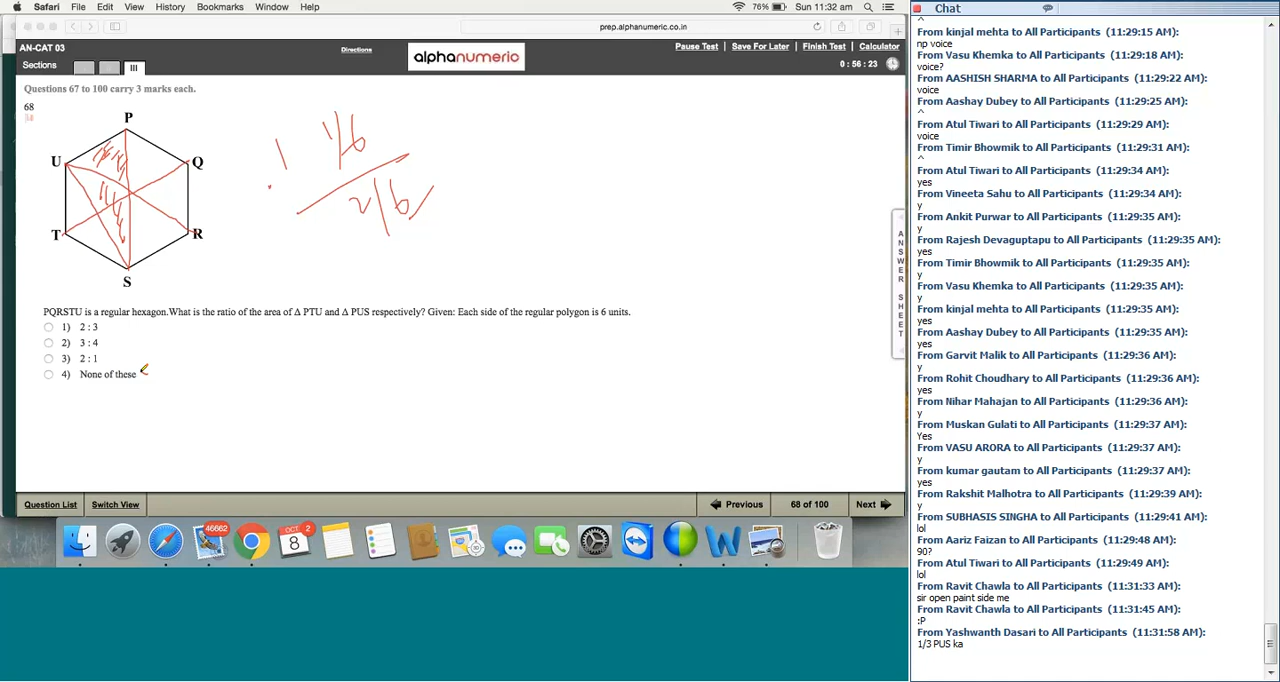 Safari File Edit View History Bookmarks Window Help 76% Sun 11:32 am
prep.alphanumeric.co.in
AN-CAT 03
Directions
alphanumeric
Pause Test Save For Later Finish Test Calculator
Sections III
0 : 56 : 23
Questions 67 to 100 carry 3 marks each.
68
P
U Q
T R
S
1 1/6
2/6
PQRSTU is a regular hexagon.What is the ratio of the area of Δ PTU and Δ PUS respectively? Given: Each side of the regular polygon is 6 units.
1) 2 : 3
2) 3 : 4
3) 2 : 1
4) None of these
ANSWER SHEET
Question List Switch View Previous 68 of 100 Next
46662
OCT 2
8
Chat
^
From kinjal mehta to All Participants (11:29:15 AM):
np voice
From Vasu Khemka to All Participants (11:29:18 AM):
voice?
From AASHISH SHARMA to All Participants (11:29:22 AM):
voice
From Aashay Dubey to All Participants (11:29:25 AM):
^
From Atul Tiwari to All Participants (11:29:29 AM):
voice
From Timir Bhowmik to All Participants (11:29:31 AM):
^
From Atul Tiwari to All Participants (11:29:34 AM):
yes
From Vineeta Sahu to All Participants (11:29:34 AM):
y
From Ankit Purwar to All Participants (11:29:35 AM):
y
From Rajesh Devaguptapu to All Participants (11:29:35 AM):
yes
From Timir Bhowmik to All Participants (11:29:35 AM):
y
From Vasu Khemka to All Participants (11:29:35 AM):
y
From kinjal mehta to All Participants (11:29:35 AM):
yes
From Aashay Dubey to All Participants (11:29:35 AM):
yes
From Garvit Malik to All Participants (11:29:36 AM):
y
From Rohit Choudhary to All Participants (11:29:36 AM):
yes
From Nihar Mahajan to All Participants (11:29:36 AM):
y
From Muskan Gulati to All Participants (11:29:37 AM):
Yes
From VASU ARORA to All Participants (11:29:37 AM):
y
From kumar gautam to All Participants (11:29:37 AM):
yes
From Rakshit Malhotra to All Participants (11:29:39 AM):
y
From SUBHASIS SINGHA to All Participants (11:29:41 AM):
lol
From Aariz Faizan to All Participants (11:29:48 AM):
90?
From Atul Tiwari to All Participants (11:29:49 AM):
lol
From Ravit Chawla to All Participants (11:31:33 AM):
sir open paint side me
From Ravit Chawla to All Participants (11:31:45 AM):
:P
From Yashwanth Dasari to All Participants (11:31:58 AM):
1/3 PUS ka